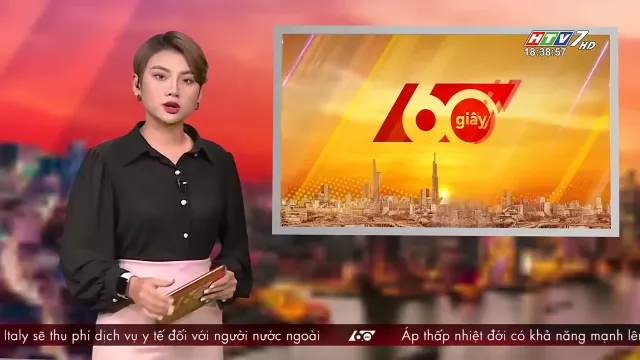 HTV7 HD
18:38:57
60 giây
Italy sẽ thu phí dịch vụ y tế đối với người nước ngoài
60
Áp thấp nhiệt đới có khả năng mạnh lê